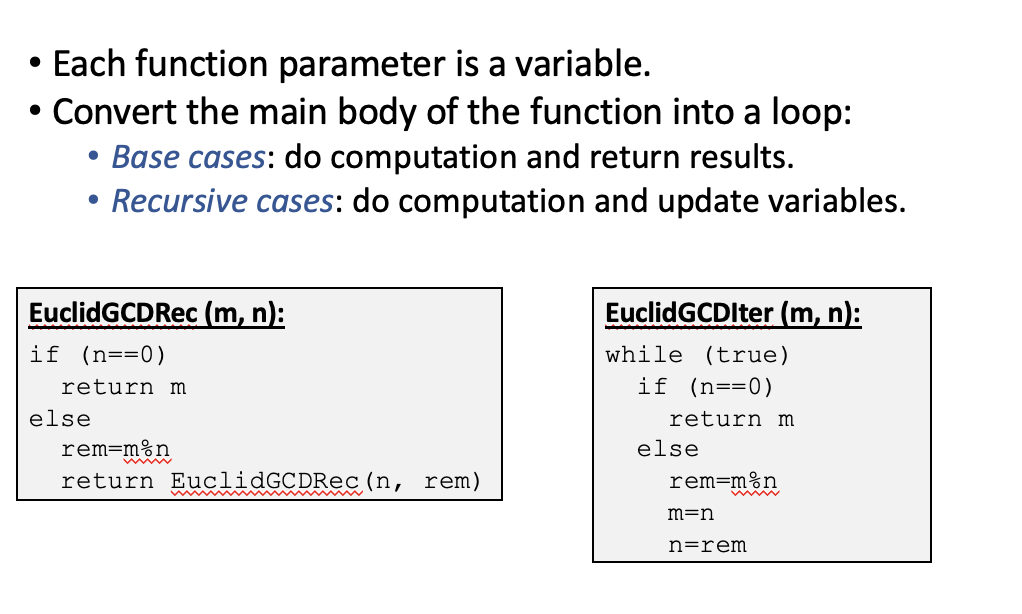 • Each function parameter is a variable.
• Convert the main body of the function into a loop:
• Base cases: do computation and return results.
• Recursive cases: do computation and update variables.
EuclidGCDRec (m, n):
if (n==0)
return m
else
rem=m%n
return EuclidGCDRec(n, rem)
EuclidGCDIter (m, n):
while (true)
if (n==0)
return m
else
rem=m%n
m=n
n=rem